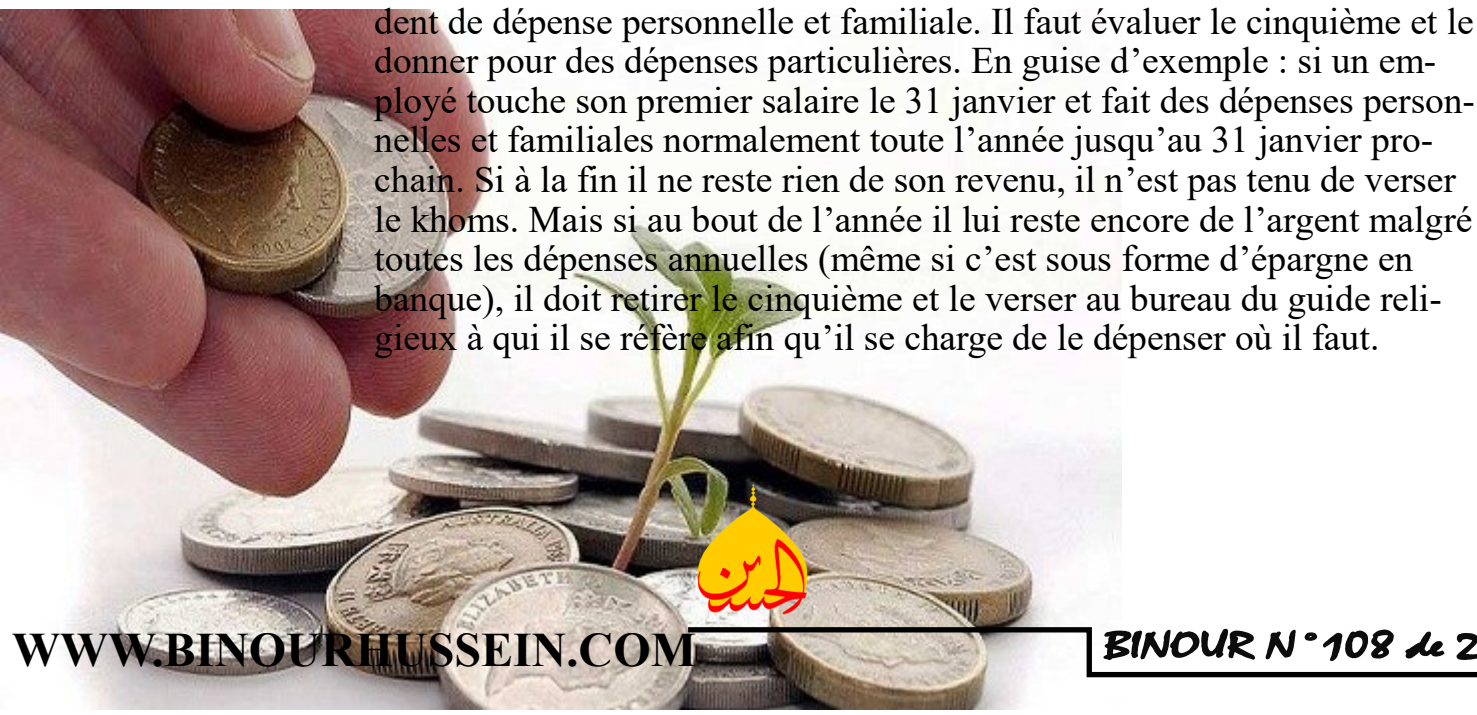 dent de dépense personnelle et familiale. Il faut évaluer le cinquième et le
donner pour des dépenses particulières. En guise d’exemple : si un em-
ployé touche son premier salaire le 31 janvier et fait des dépenses person-
nelles et familiales normalement toute l’année jusqu’au 31 janvier pro-
chain. Si à la fin il ne reste rien de son revenu, il n’est pas tenu de verser
le khoms. Mais si au bout de l’année il lui reste encore de l’argent malgré
toutes les dépenses annuelles (même si c’est sous forme d’épargne en
banque), il doit retirer le cinquième et le verser au bureau du guide reli-
gieux à qui il se réfère afin qu’il se charge de le dépenser où il faut.
ELIZABETH
الحسين
WWW.BINOURHUSSEIN.COM
BINOUR N°108 de 2